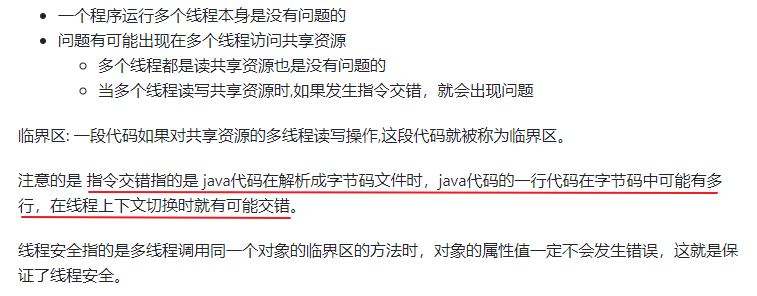 一个程序运行多个线程本身是没有问题的
问题有可能出现在多个线程访问共享资源
多个线程都是读共享资源也是没有问题的
当多个线程读写共享资源时,如果发生指令交错，就会出现问题
临界区: 一段代码如果对共享资源的多线程读写操作,这段代码就被称为临界区。
注意的是 指令交错指的是 java代码在解析成字节码文件时，java代码的一行代码在字节码中可能有多
行，在线程上下文切换时就有可能交错。
线程安全指的是多线程调用同一个对象的临界区的方法时，对象的属性值一定不会发生错误，这就是保
证了线程安全。